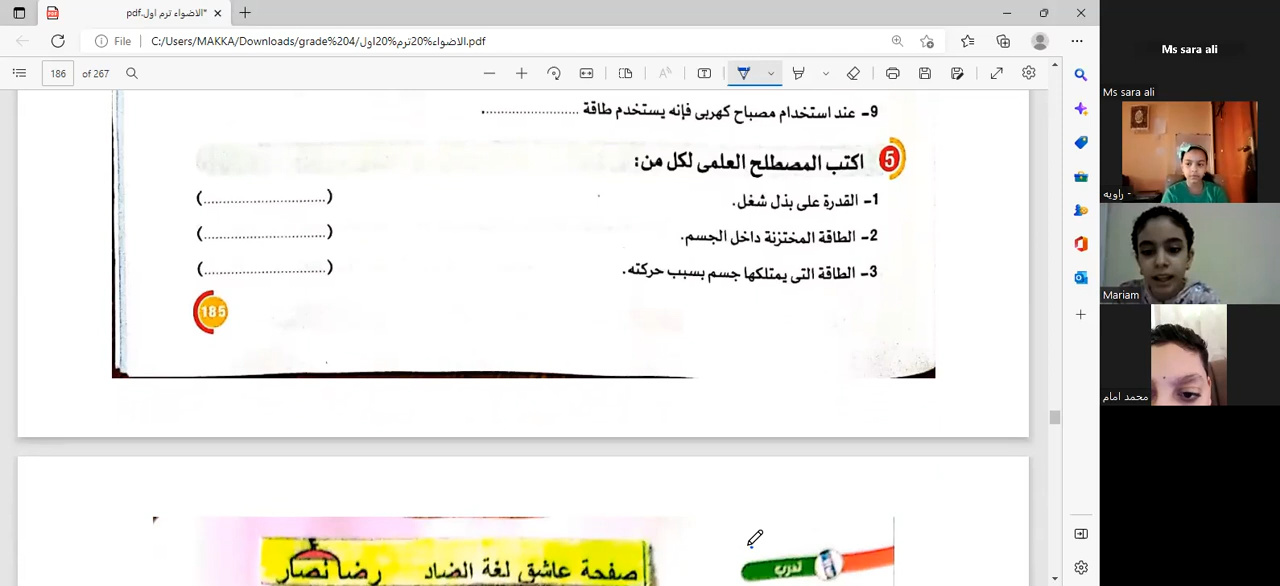 *الاضواء ترم اول.pdf
File
C:/Users/MAKKA/Downloads/grade%204/الاضواء%20ترم%20اول.pdf
186 of 267
9- عند استخدام مصباح كهربى فإنه يستخدم طاقة ......................
5 اكتب المصطلح العلمى لكل من:
1- القدرة على بذل شغل. (............................)
2- الطاقة المختزنة داخل الجسم. (............................)
3- الطاقة التى يمتلكها جسم بسبب حركته. (............................)
185
تدرب
صفحة عاشق لغة الضاد رضا نصار
Ms sara ali
Ms sara ali
راويه -
Mariam
محمد امام